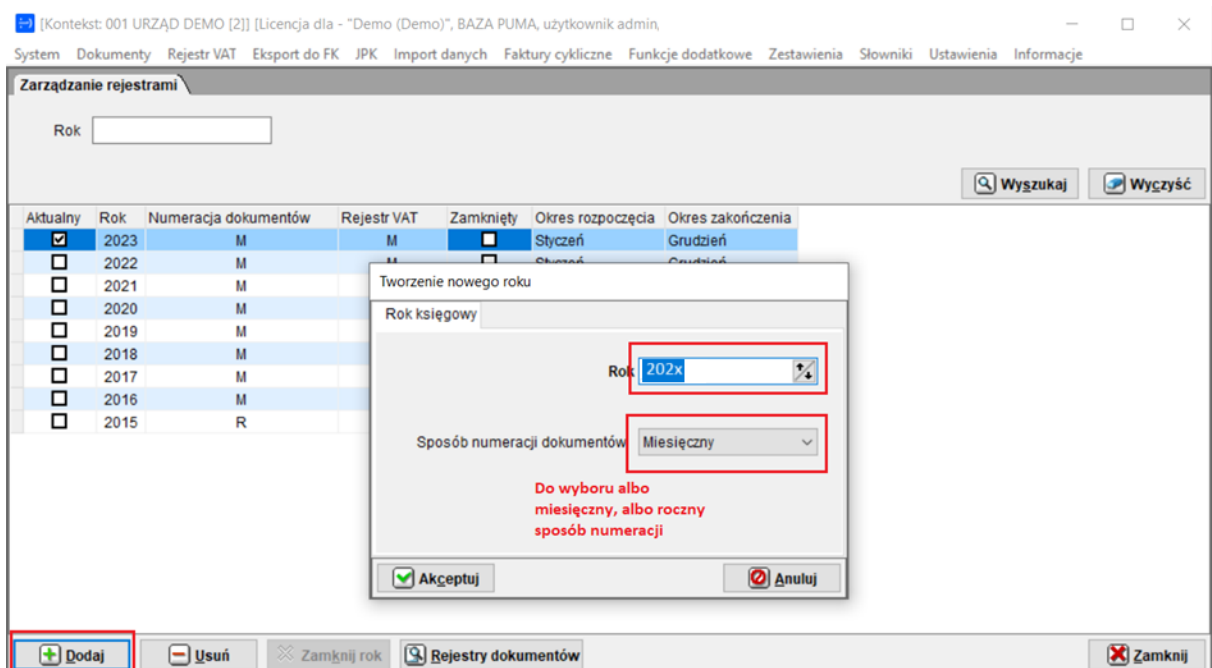 [Kontekst: 001 URZĄD DEMO [2]] [Licencja dla - "Demo (Demo)", BAZA PUMA, użytkownik admin,
System Dokumenty Rejestr VAT Eksport do FK JPK Import danych Faktury cykliczne Funkcje dodatkowe Zestawienia Słowniki Ustawienia Informacje
Zarządzanie rejestrami
Rok
Wyszukaj Wyczyść
Aktualny Rok Numeracja dokumentów Rejestr VAT Zamknięty Okres rozpoczęcia Okres zakończenia
2023 M M Styczeń Grudzień
2022 M M Styczeń Grudzień
2021 M
2020 M
2019 M
2018 M
2017 M
2016 M
2015 R
Tworzenie nowego roku
Rok księgowy
Rok 202x
Sposób numeracji dokumentów Miesięczny
Do wyboru albo
miesięczny, albo roczny
sposób numeracji
Akceptuj Anuluj
Dodaj Usuń Zamknij rok Rejestry dokumentów Zamknij